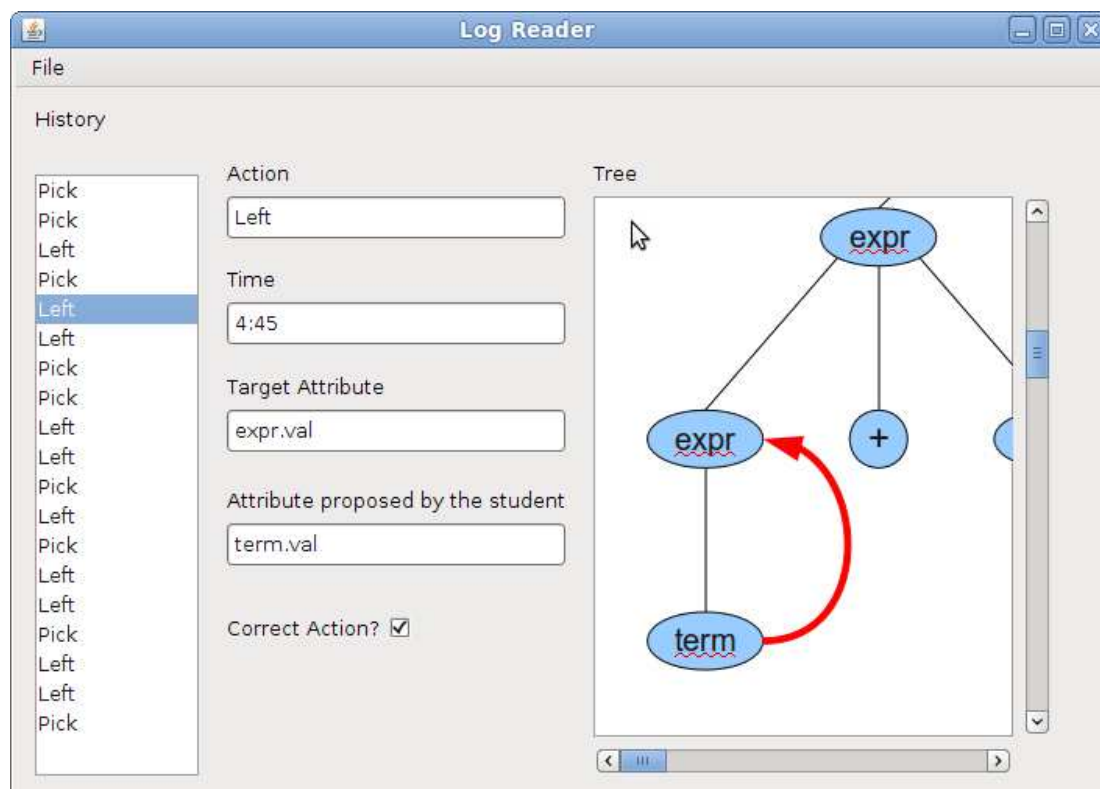 Log Reader
File
History
Pick
Pick
Left
Pick
Left
Left
Pick
Pick
Left
Left
Pick
Left
Pick
Left
Left
Pick
Left
Left
Pick
Action
Left
Time
4:45
Target Attribute
expr.val
Attribute proposed by the student
term.val
Correct Action?
Tree
expr
expr
+
term